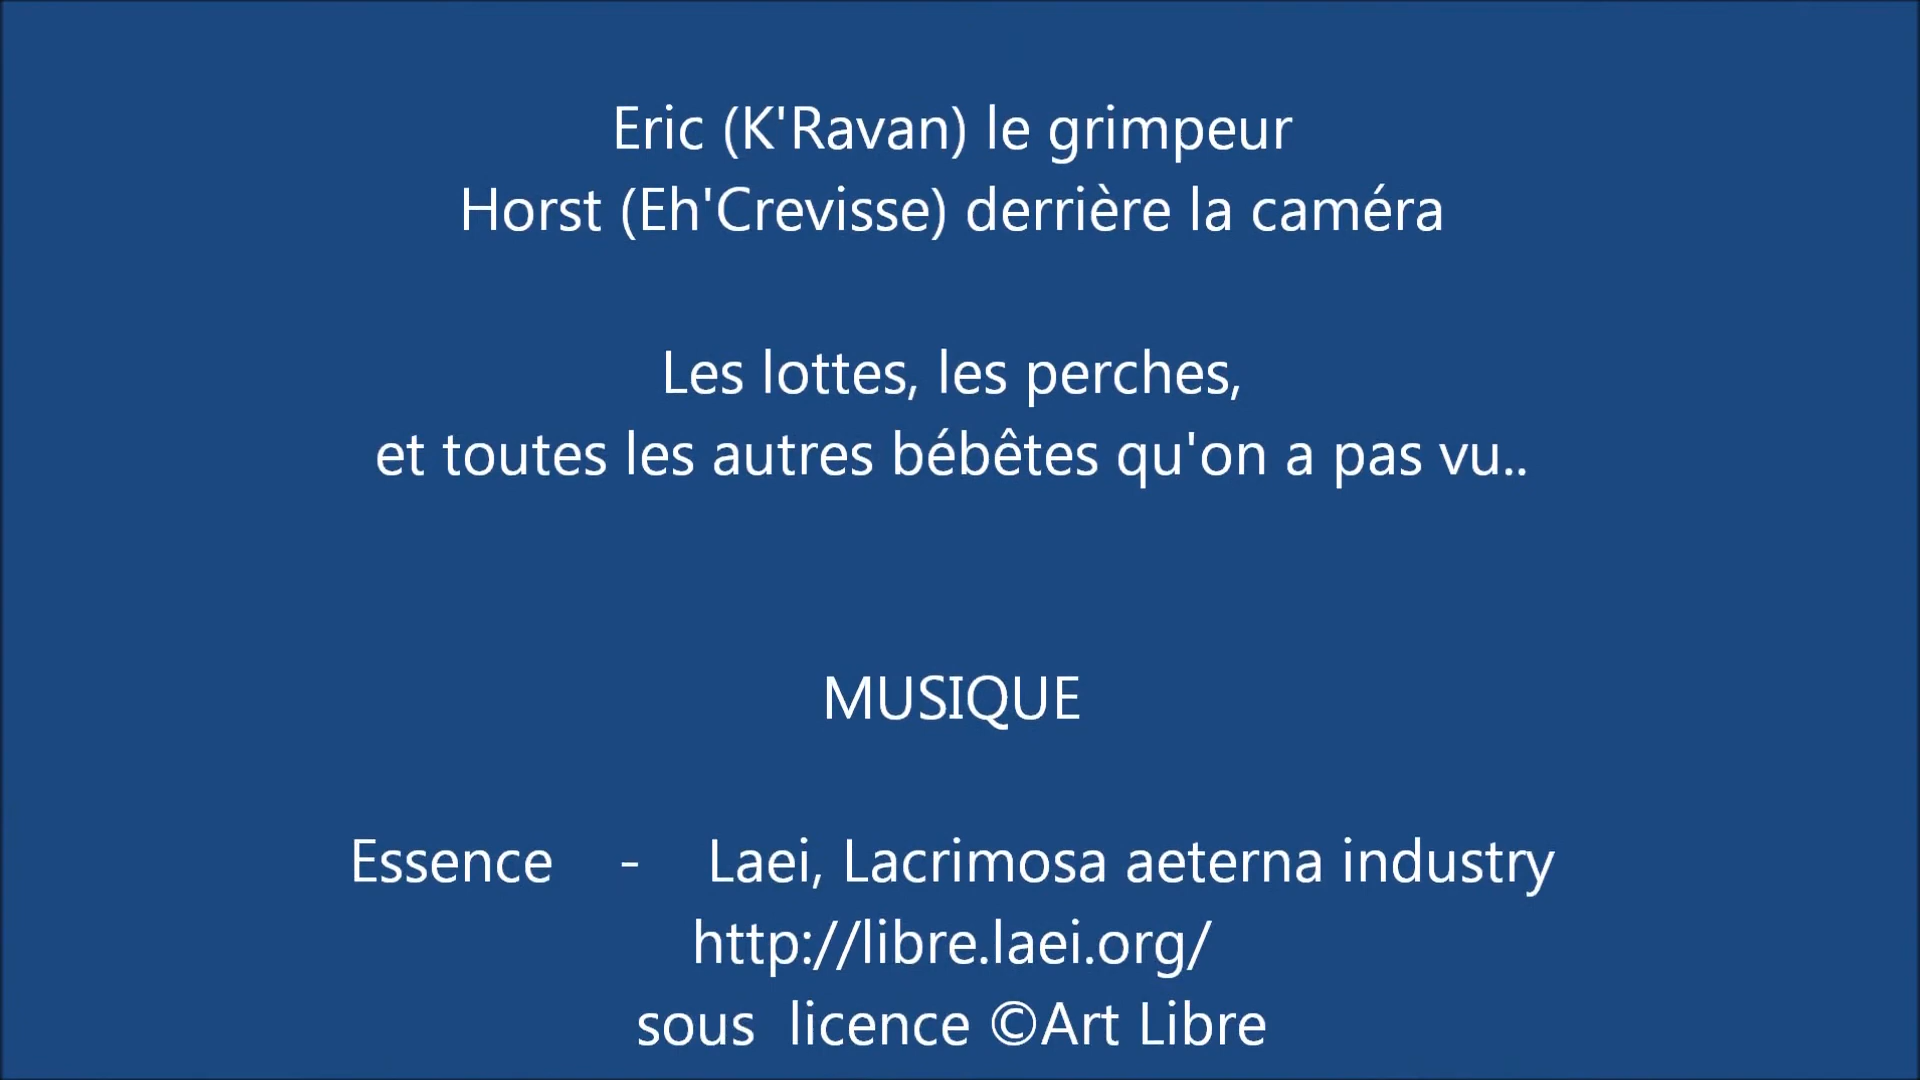 Eric (K'Ravan) le grimpeur
Horst (Eh'Crevisse) derrière la caméra
Les lottes, les perches,
et toutes les autres bébêtes qu'on a pas vu..
MUSIQUE
Essence - Laei, Lacrimosa aeterna industry
http://libre.laei.org/
sous licence ©Art Libre